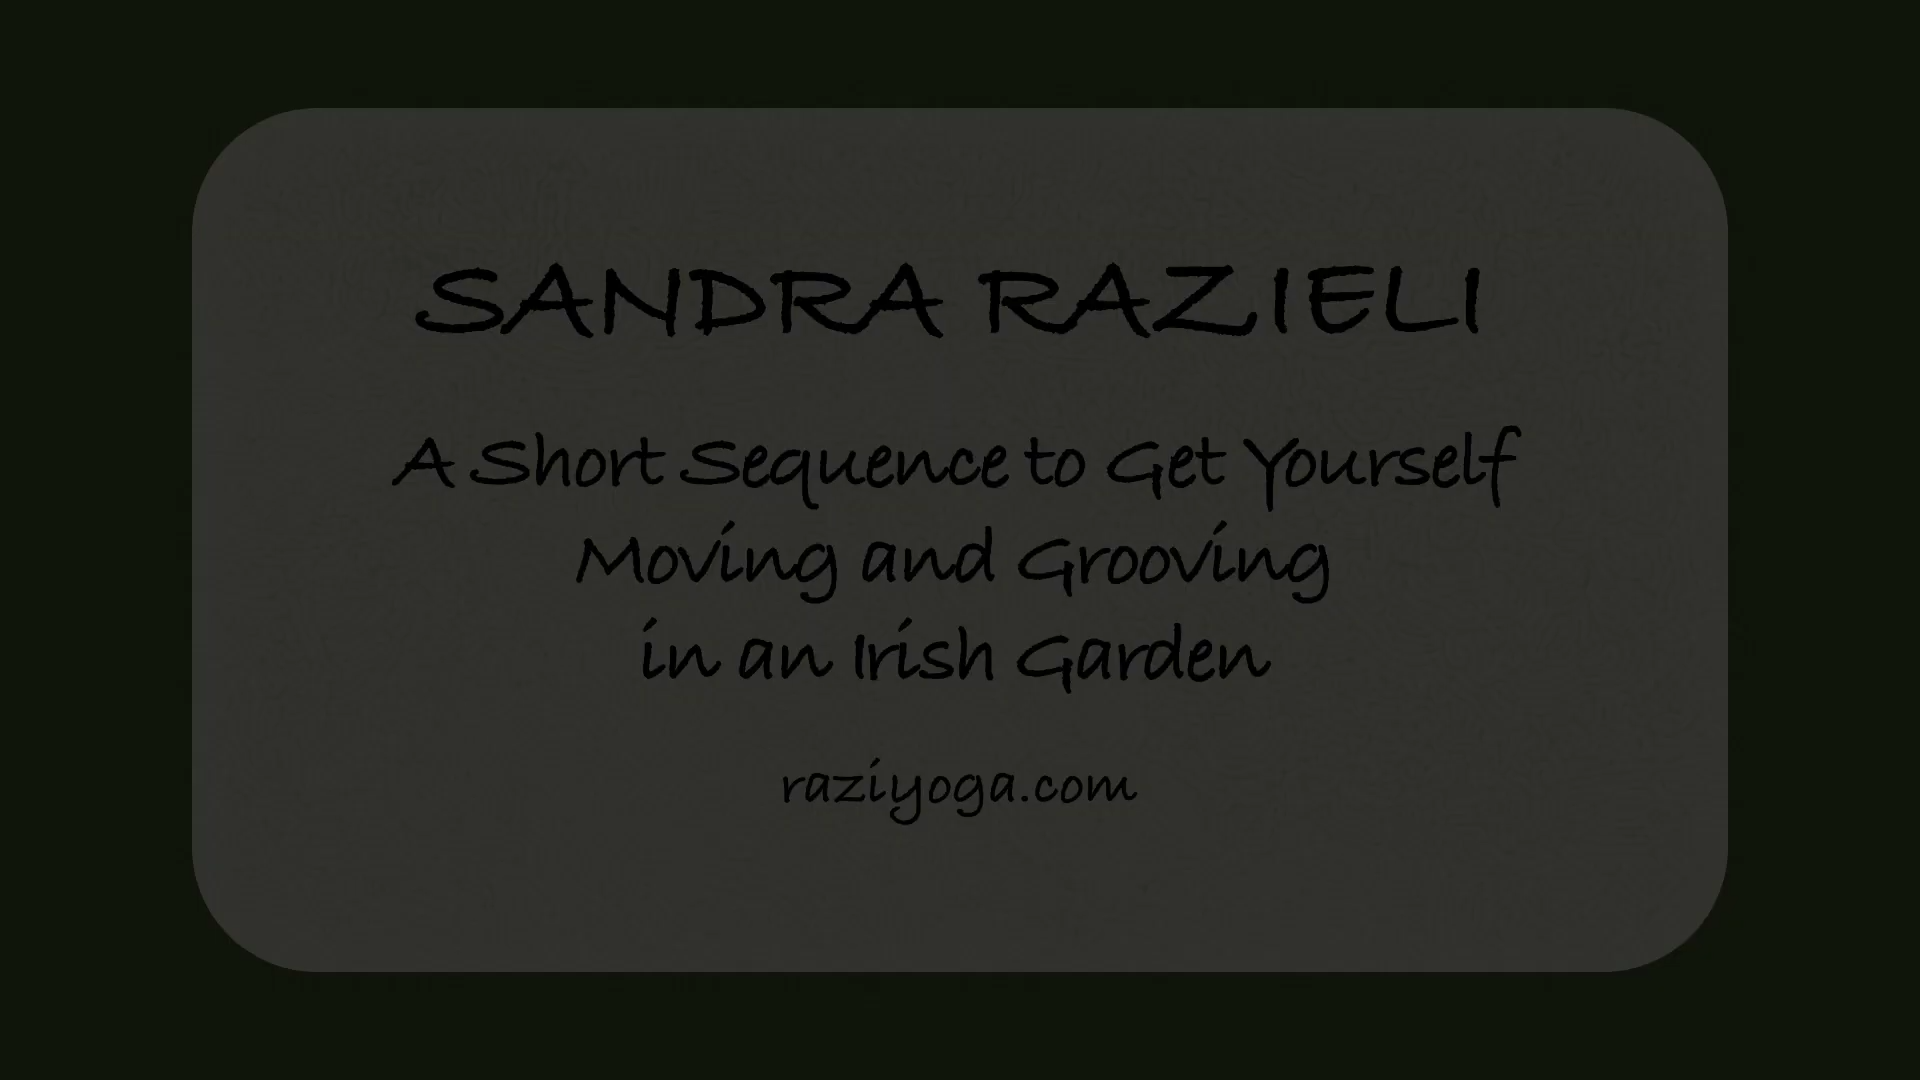 SANDRA RAZIELI
A Short Sequence to Get Yourself
Moving and Grooving
in an Irish Garden
raziyoga.com